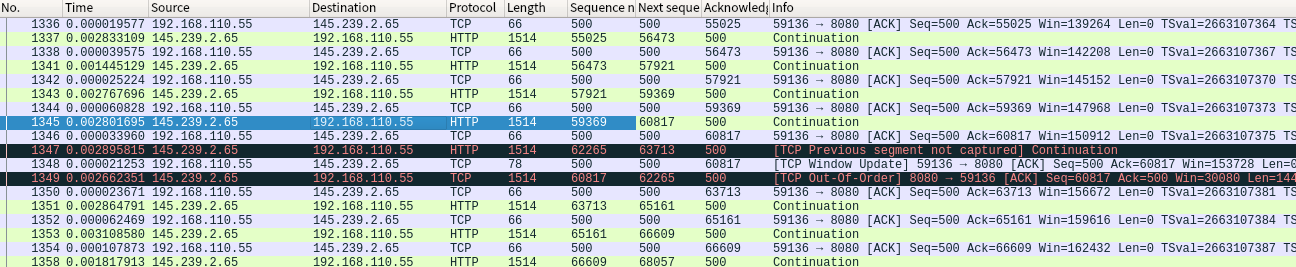 No. Time Source Destination Protocol Length Sequence n Next seque Acknowledg Info
1336 0.000019577 192.168.110.55 145.239.2.65 TCP 66 500 500 55025 59136 → 8080 [ACK] Seq=500 Ack=55025 Win=139264 Len=0 TSval=2663107364 TS
1337 0.002833109 145.239.2.65 192.168.110.55 HTTP 1514 55025 56473 500 Continuation
1338 0.000039575 192.168.110.55 145.239.2.65 TCP 66 500 500 56473 59136 → 8080 [ACK] Seq=500 Ack=56473 Win=142208 Len=0 TSval=2663107367 TS
1341 0.001445129 145.239.2.65 192.168.110.55 HTTP 1514 56473 57921 500 Continuation
1342 0.000025224 192.168.110.55 145.239.2.65 TCP 66 500 500 57921 59136 → 8080 [ACK] Seq=500 Ack=57921 Win=145152 Len=0 TSval=2663107370 TS
1343 0.002767696 145.239.2.65 192.168.110.55 HTTP 1514 57921 59369 500 Continuation
1344 0.000060828 192.168.110.55 145.239.2.65 TCP 66 500 500 59369 59136 → 8080 [ACK] Seq=500 Ack=59369 Win=147968 Len=0 TSval=2663107373 TS
1345 0.002801695 145.239.2.65 192.168.110.55 HTTP 1514 59369 60817 500 Continuation
1346 0.000033960 192.168.110.55 145.239.2.65 TCP 66 500 500 60817 59136 → 8080 [ACK] Seq=500 Ack=60817 Win=150912 Len=0 TSval=2663107375 TS
1347 0.002895815 145.239.2.65 192.168.110.55 HTTP 1514 62265 63713 500 [TCP Previous segment not captured] Continuation
1348 0.000021253 192.168.110.55 145.239.2.65 TCP 78 500 500 60817 [TCP Window Update] 59136 → 8080 [ACK] Seq=500 Ack=60817 Win=153728 Len=0
1349 0.002662351 145.239.2.65 192.168.110.55 HTTP 1514 60817 62265 500 [TCP Out-Of-Order] 8080 → 59136 [ACK] Seq=60817 Ack=500 Win=30080 Len=144
1350 0.000023671 192.168.110.55 145.239.2.65 TCP 66 500 500 63713 59136 → 8080 [ACK] Seq=500 Ack=63713 Win=156672 Len=0 TSval=2663107381 TS
1351 0.002864791 145.239.2.65 192.168.110.55 HTTP 1514 63713 65161 500 Continuation
1352 0.000062469 192.168.110.55 145.239.2.65 TCP 66 500 500 65161 59136 → 8080 [ACK] Seq=500 Ack=65161 Win=159616 Len=0 TSval=2663107384 TS
1353 0.003108580 145.239.2.65 192.168.110.55 HTTP 1514 65161 66609 500 Continuation
1354 0.000107873 192.168.110.55 145.239.2.65 TCP 66 500 500 66609 59136 → 8080 [ACK] Seq=500 Ack=66609 Win=162432 Len=0 TSval=2663107387 TS
1358 0.001817913 145.239.2.65 192.168.110.55 HTTP 1514 66609 68057 500 Continuation